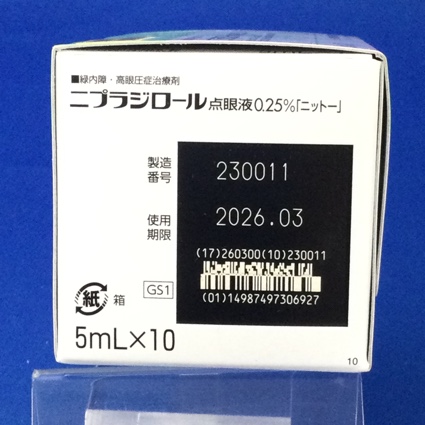 ■緑内障・高眼圧症治療剤
ニプラジロール点眼液0.25%「ニットー」
製造番号 230011
使用期限 2026.03
(17)260300(10)230011
(01)14987497306927
紙 箱 GS1
5mL×10
10